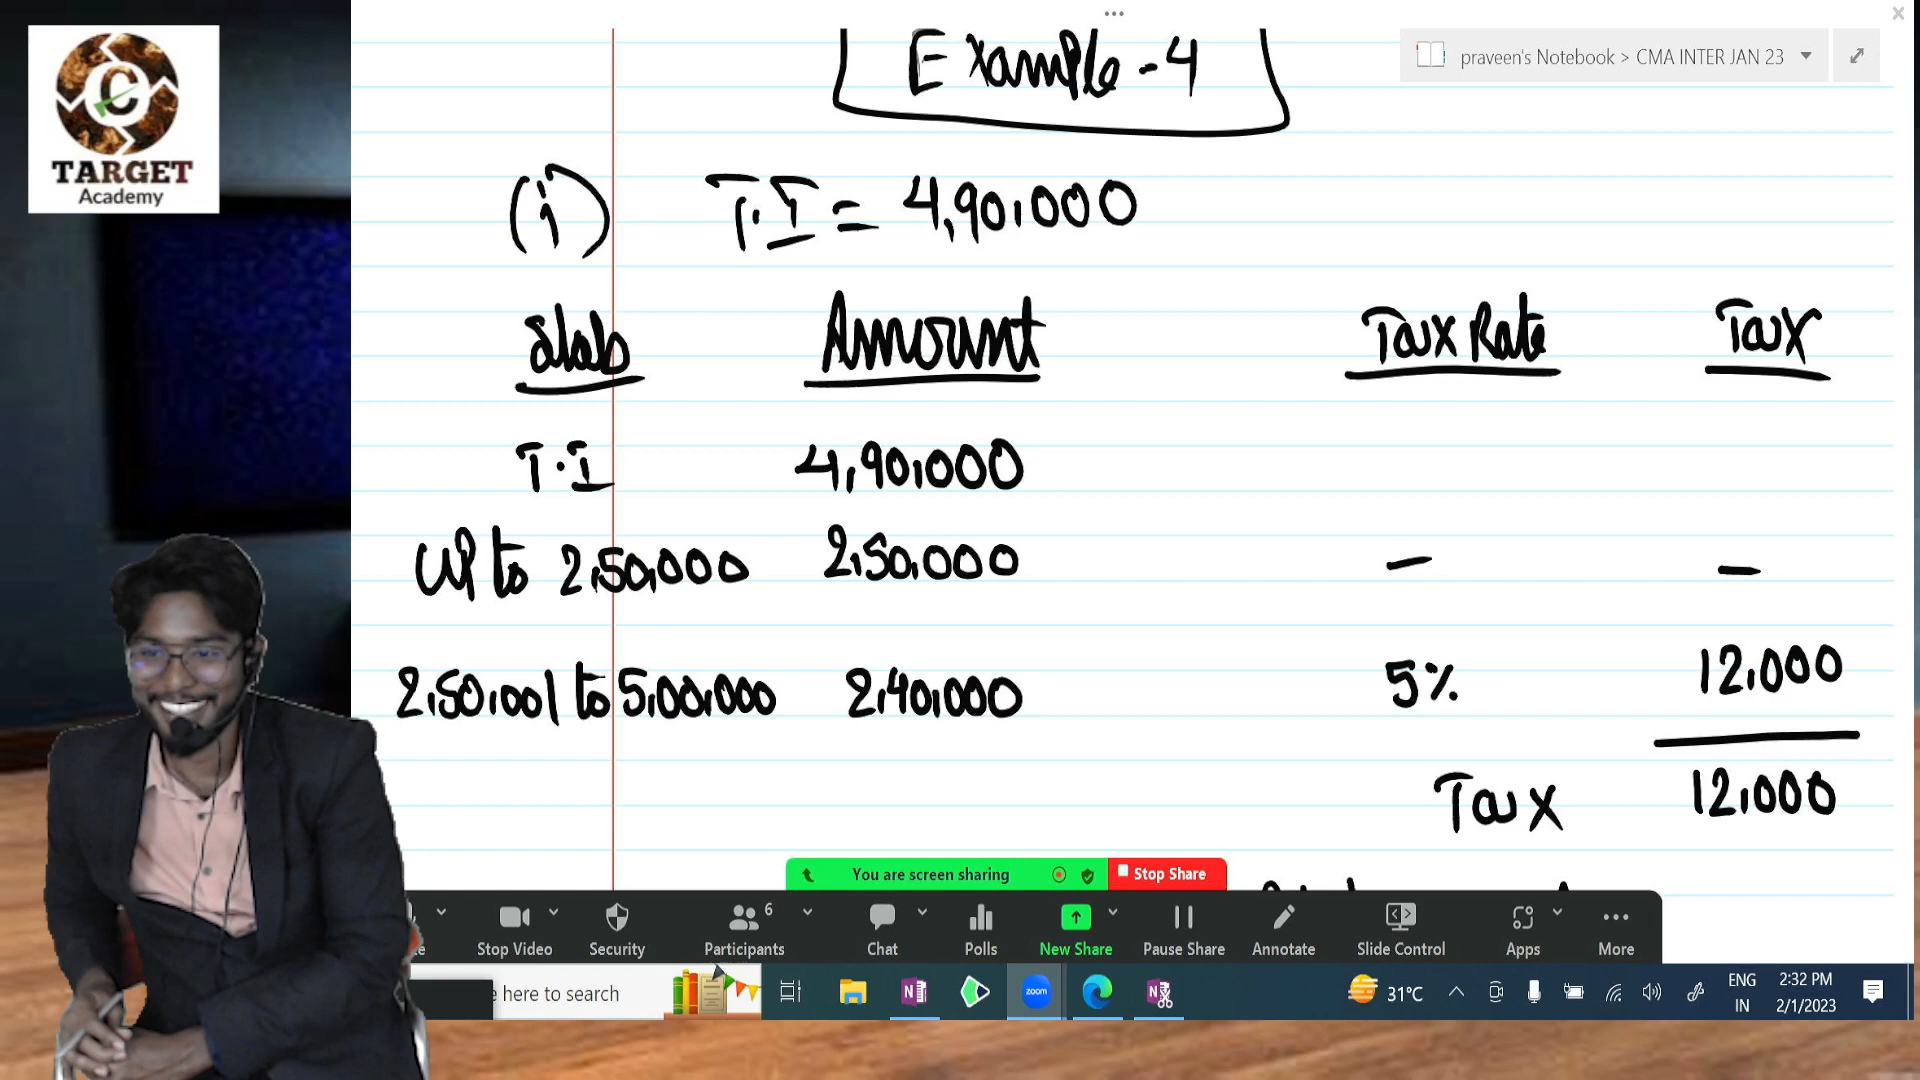 Example-4
praveen's Notebook > CMA INTER JAN 23
C
TARGET
Academy
(i) T.I = 4,90,000
Slab Amount Tax Rate Tax
T.I 4,90,000
Up to 2,50,000 2,50,000 — —
2,50,001 to 5,00,000 2,40,000 5% 12,000
Tax 12,000
You are screen sharing Stop Share
6
Stop Video Security Participants Chat Polls New Share Pause Share Annotate Slide Control Apps More
here to search
zoom
31°C
ENG
IN
2:32 PM
2/1/2023